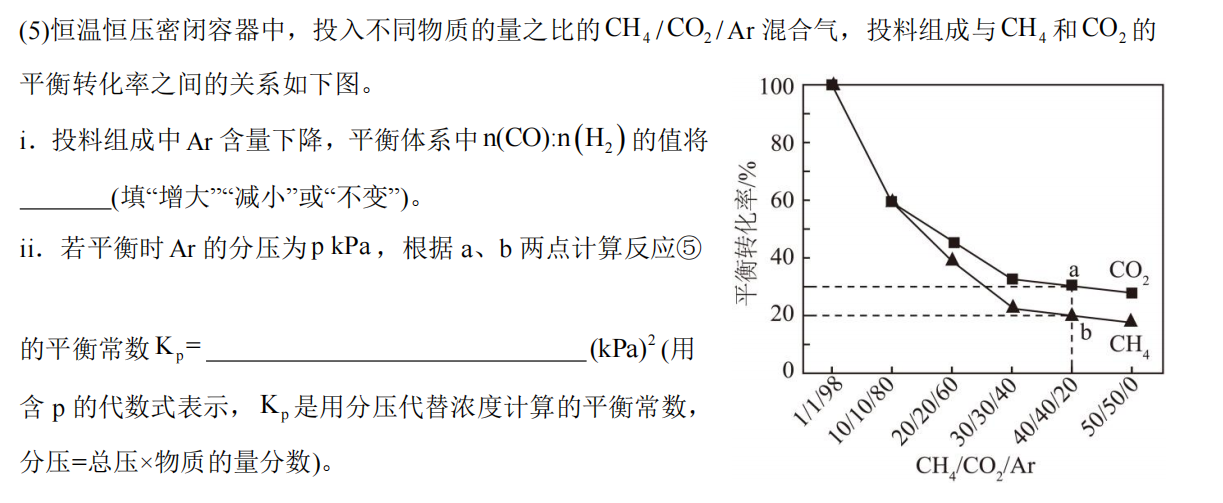 (5)恒温恒压密闭容器中，投入不同物质的量之比的CH₄/CO₂/Ar混合气，投料组成与CH₄和CO₂的
平衡转化率之间的关系如下图。
i．投料组成中Ar含量下降，平衡体系中n(CO):n(H₂)的值将
_______(填“增大”“减小”或“不变”)。
ii．若平衡时Ar的分压为p kPa，根据a、b两点计算反应⑤
的平衡常数Kₚ=_____________________________(kPa)²(用
含p的代数式表示，Kₚ是用分压代替浓度计算的平衡常数，
分压=总压×物质的量分数)。
平衡转化率/%
100
80
60
40
20
0
a
CO₂
b
CH₄
1/1/98
10/10/80
20/20/60
30/30/40
40/40/20
50/50/0
CH₄/CO₂/Ar